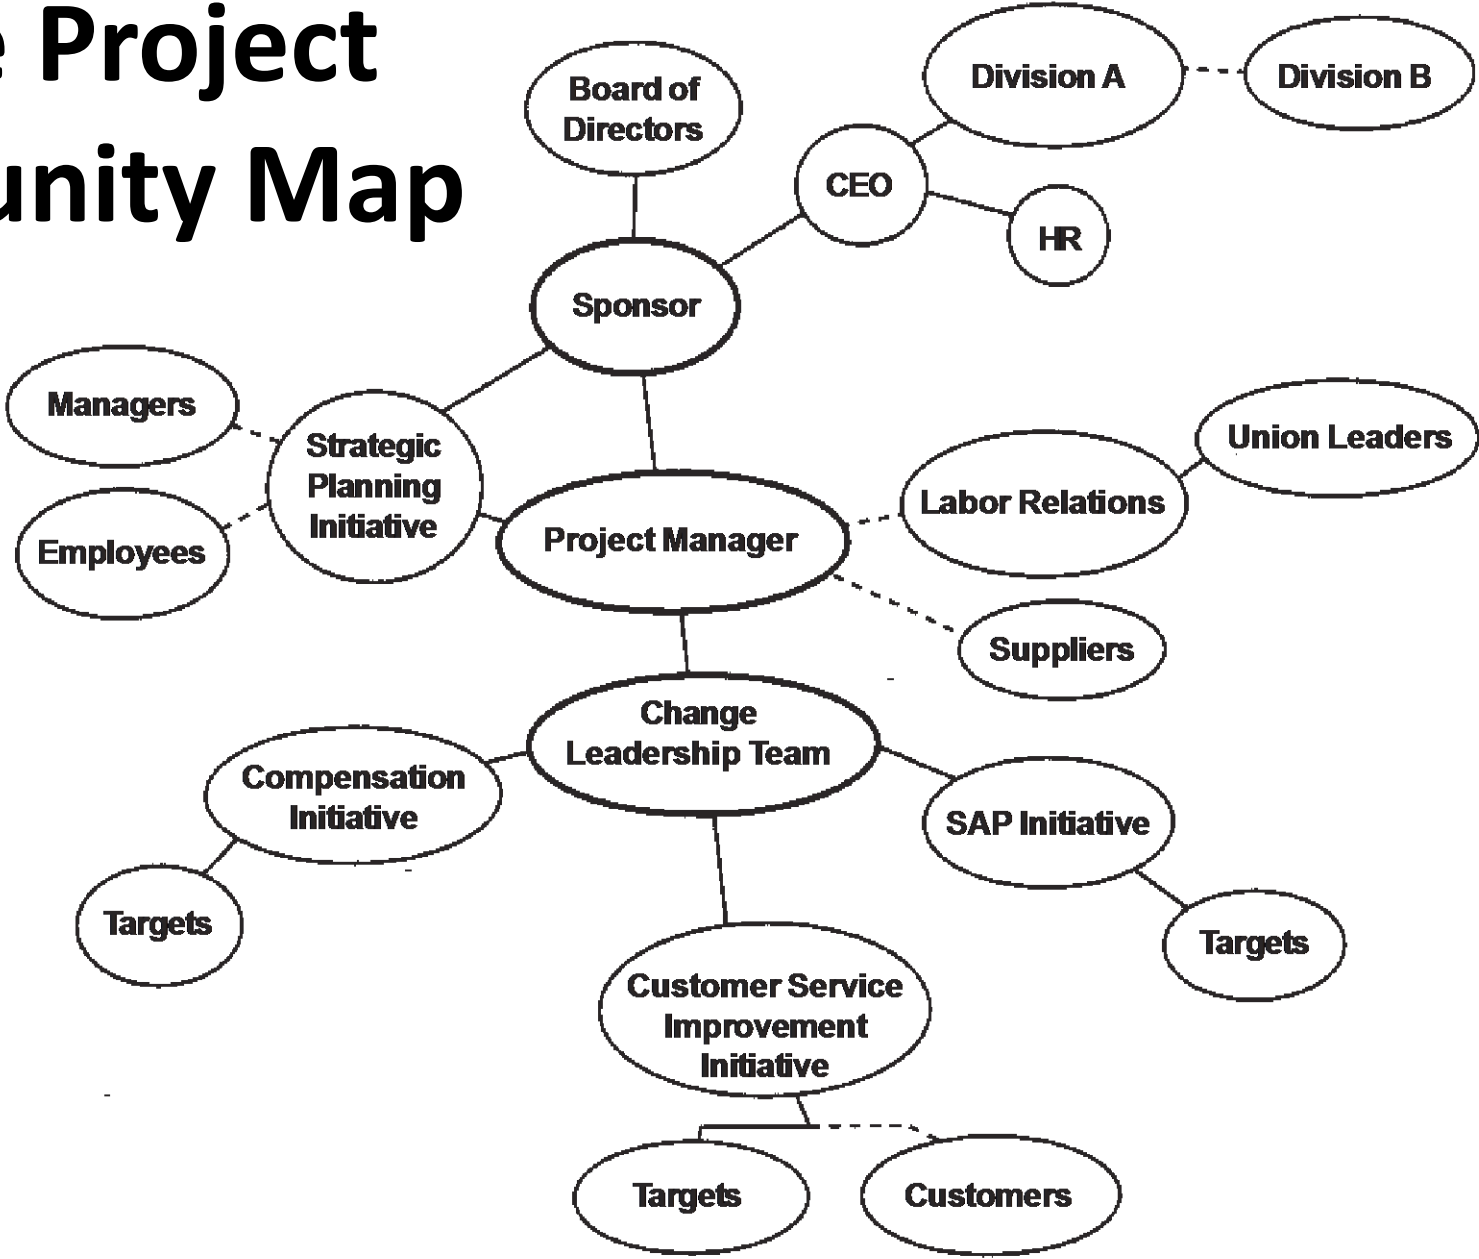 e Project
unity Map
Board of
Directors
Division A
Division B
CEO
HR
Sponsor
Managers
Strategic
Planning
Initiative
Employees
Project Manager
Labor Relations
Union Leaders
Suppliers
Change
Leadership Team
Compensation
Initiative
SAP Initiative
Targets
Targets
Customer Service
Improvement
Initiative
Targets
Customers